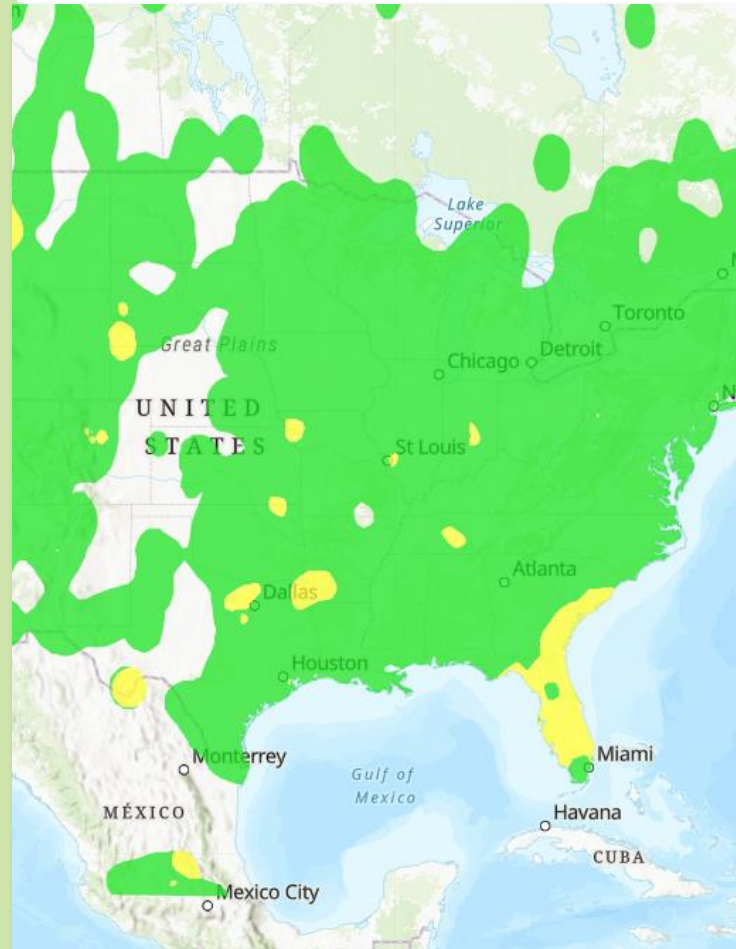 Lake
Superior
Toronto
Detroit
Chicago
Great Plains
UNITED
STATES
St Louis
Atlanta
Dallas
Houston
Monterrey
Miami
Gulf of
Mexico
MÉXICO
Havana
CUBA
Mexico City